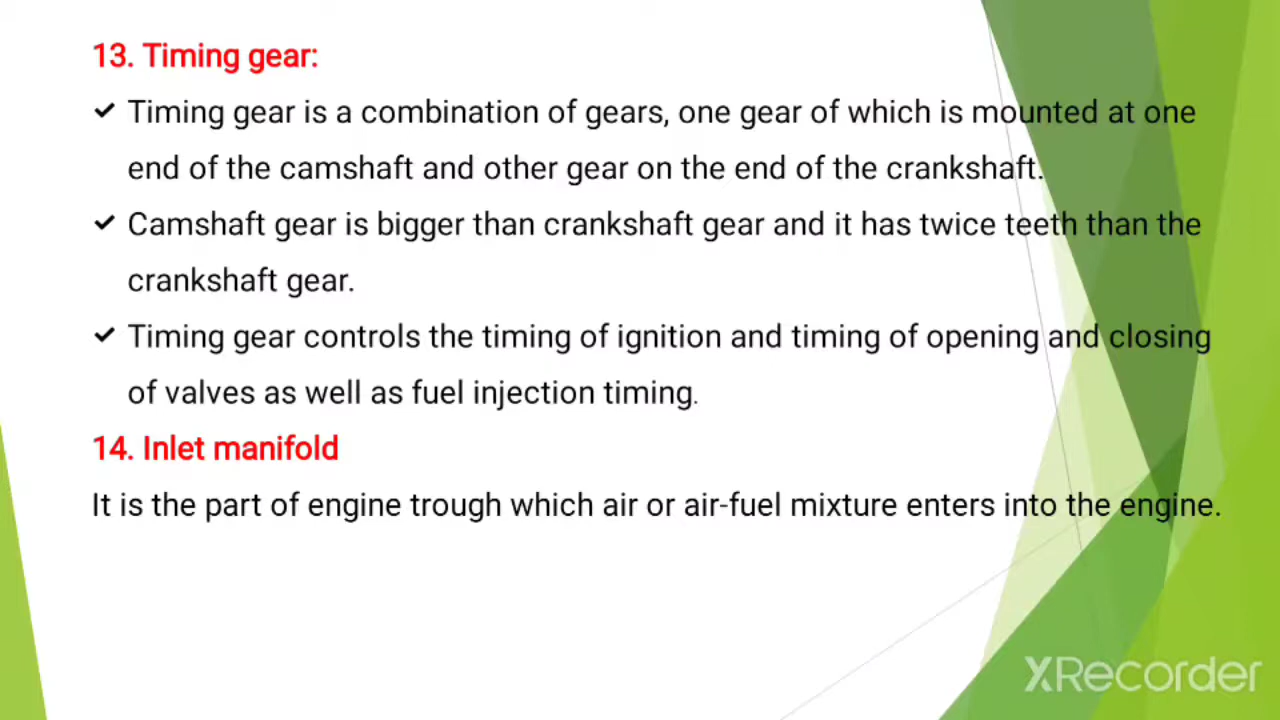 13. Timing gear:
✔ Timing gear is a combination of gears, one gear of which is mounted at one
end of the camshaft and other gear on the end of the crankshaft.
✔ Camshaft gear is bigger than crankshaft gear and it has twice teeth than the
crankshaft gear.
✔ Timing gear controls the timing of ignition and timing of opening and closing
of valves as well as fuel injection timing.
14. Inlet manifold
It is the part of engine trough which air or air-fuel mixture enters into the engine.
XRecorder